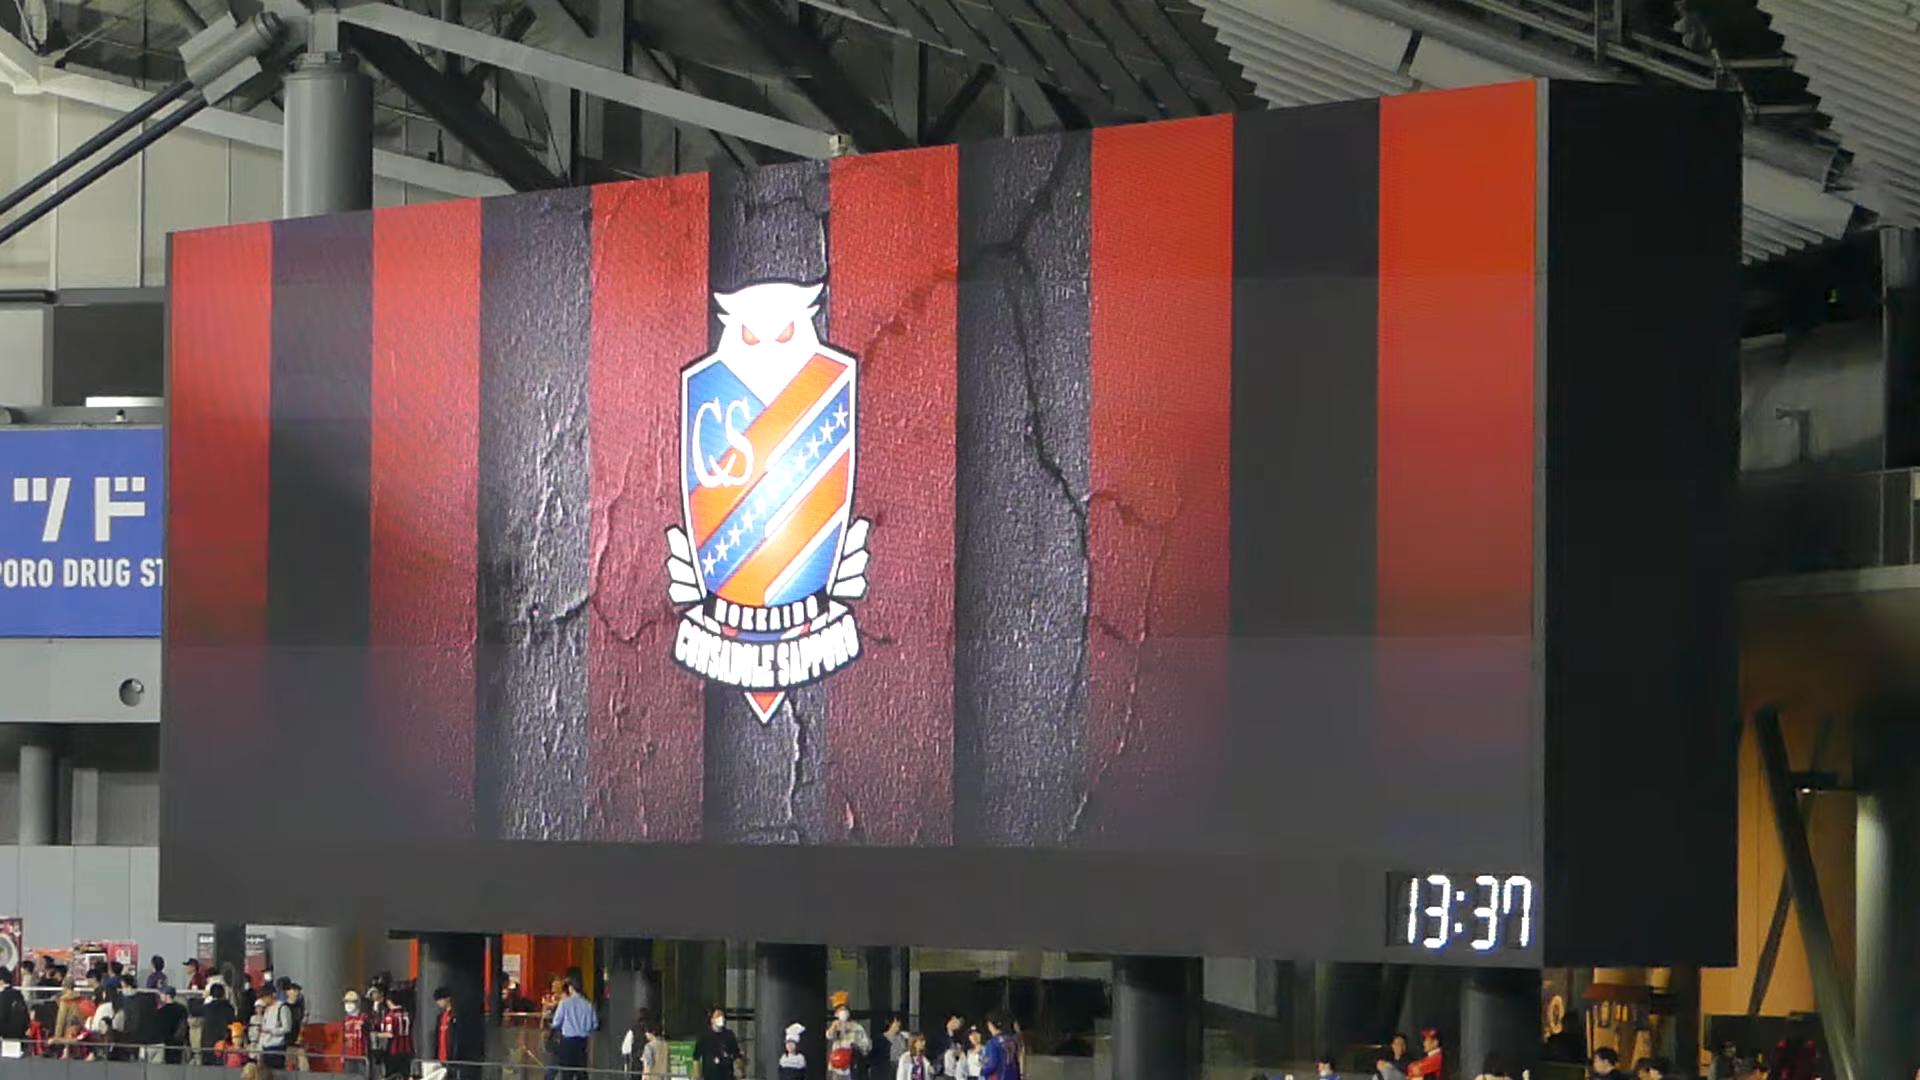 ツド
PORO DRUG ST
CS
HOKKAIDO
CONSADOLE SAPPORO
13:37